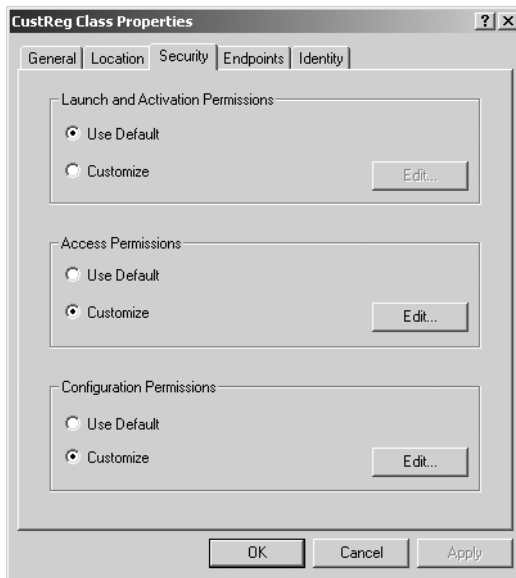 CustReg Class Properties
? X
General Location Security Endpoints Identity
Launch and Activation Permissions
Use Default
Customize
Edit...
Access Permissions
Use Default
Customize
Edit...
Configuration Permissions
Use Default
Customize
Edit...
OK Cancel Apply